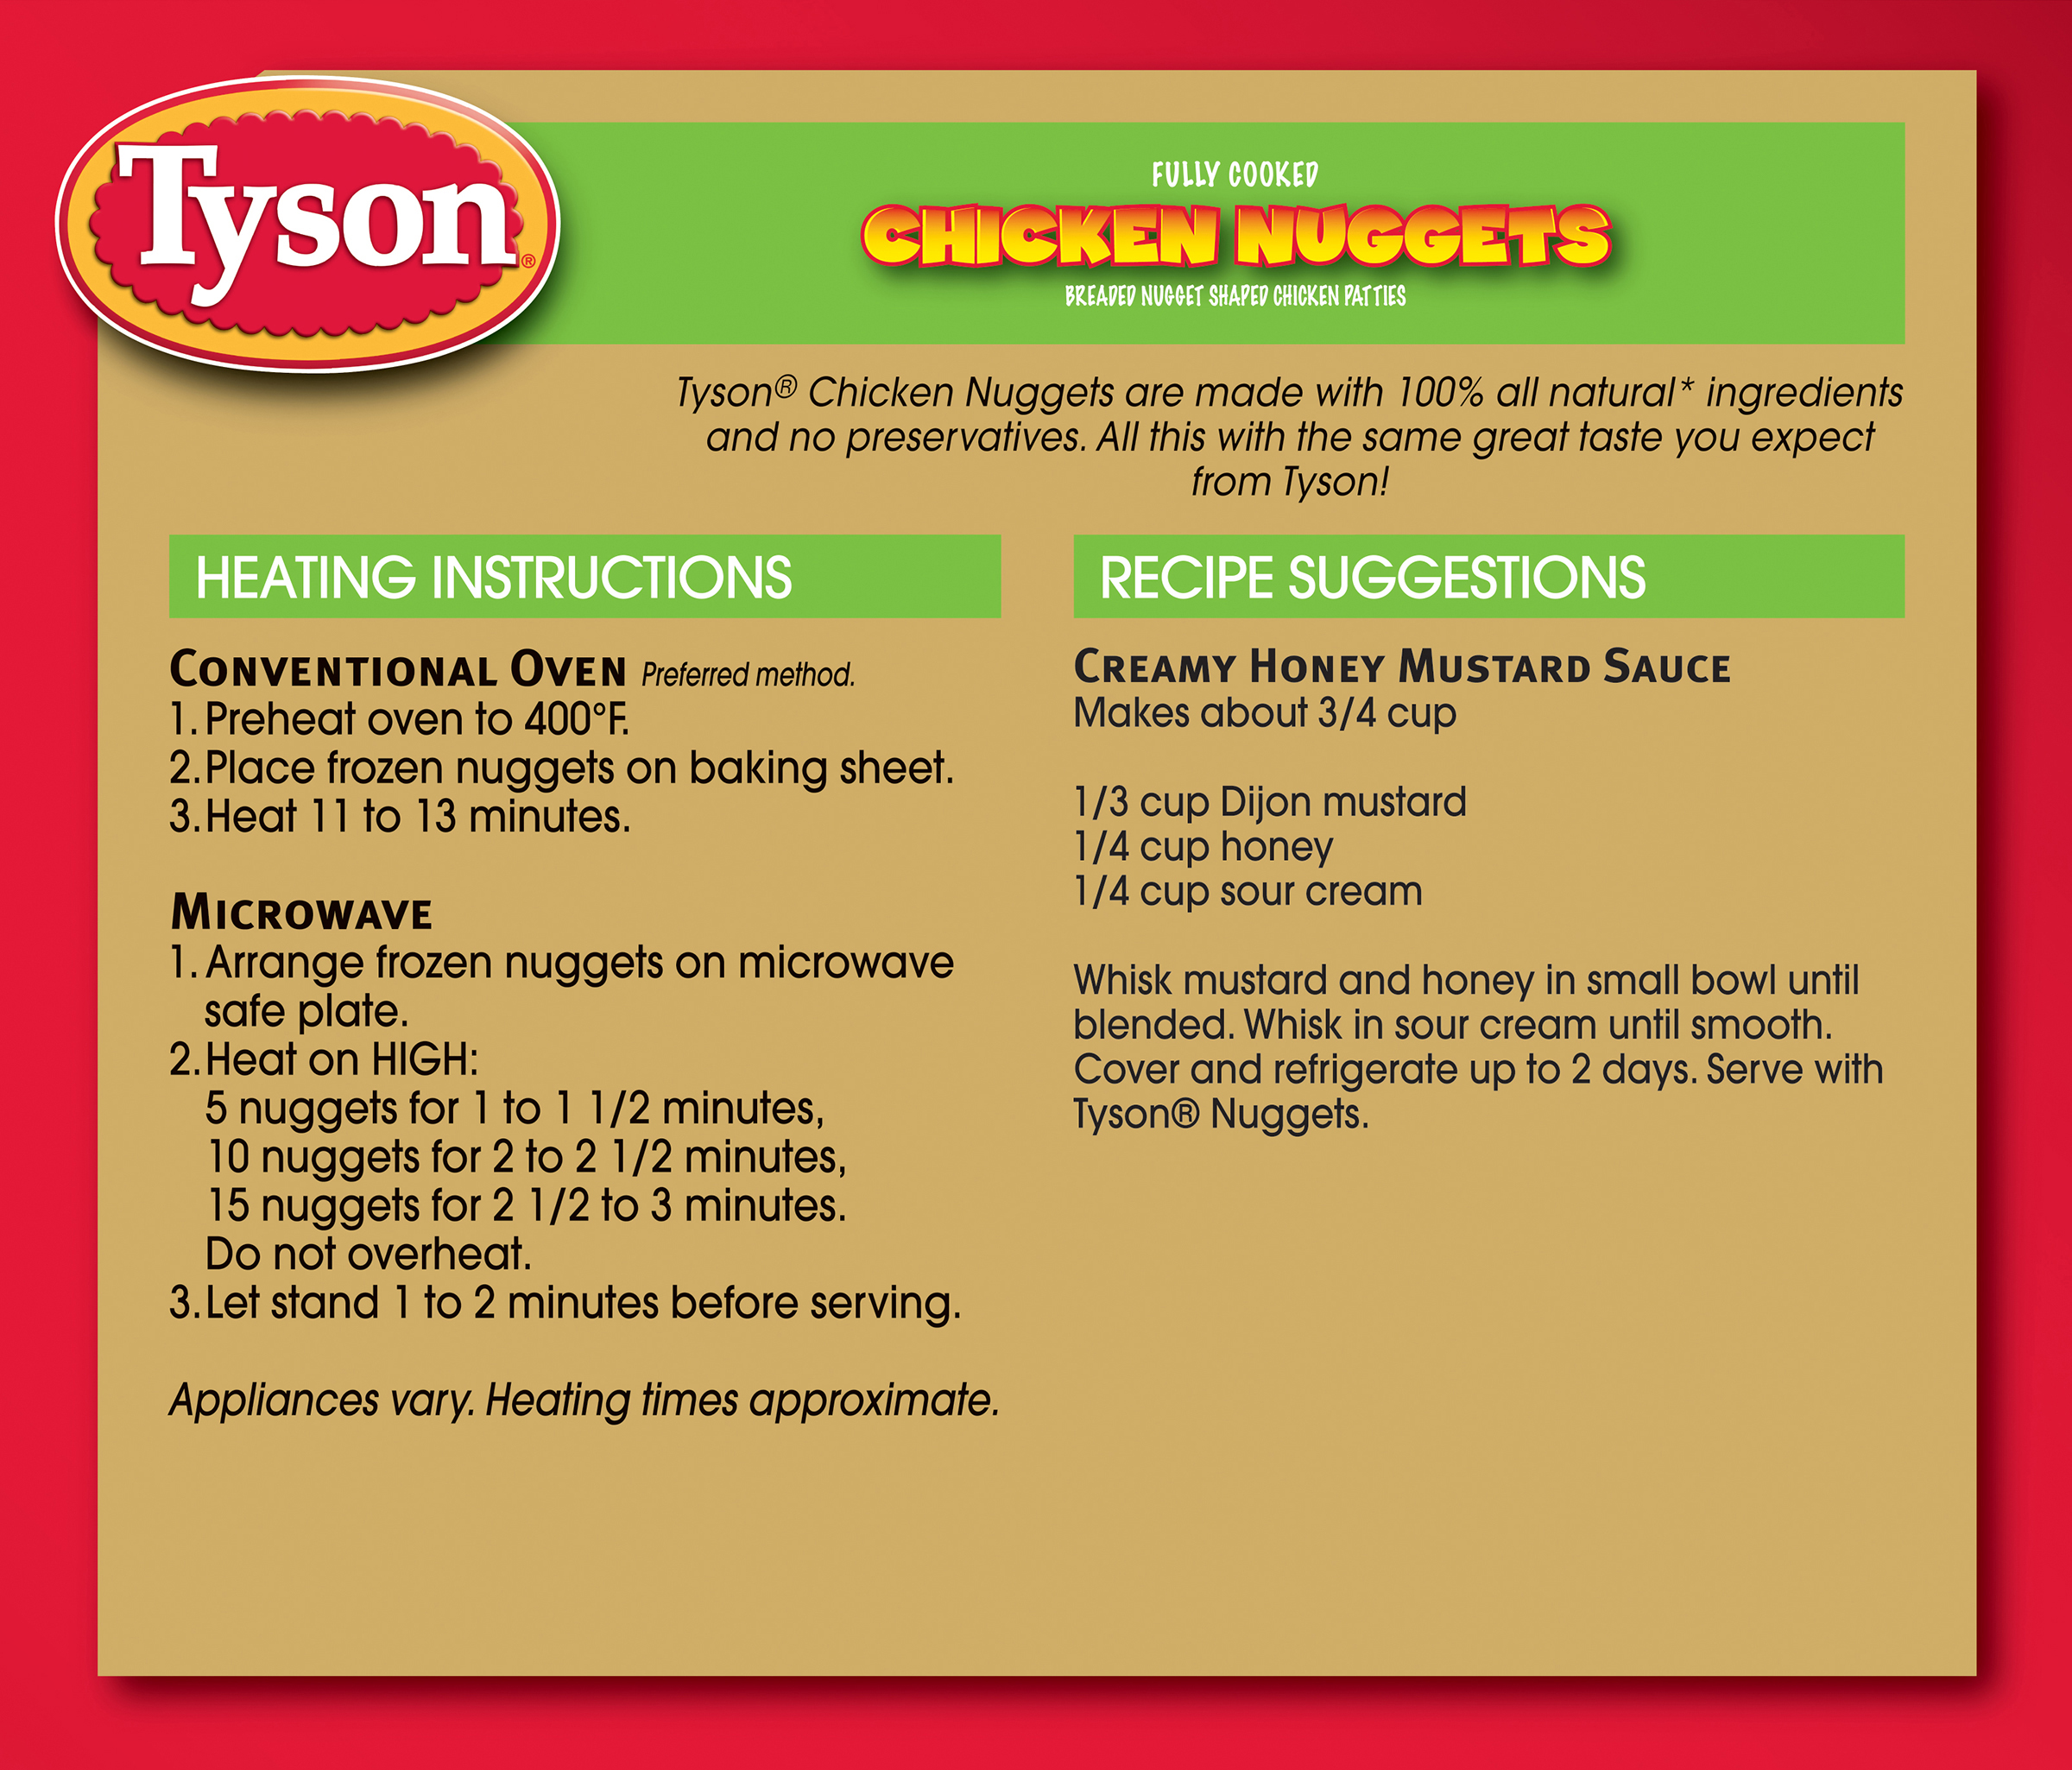 Tyson®
FULLY COOKED
CHICKEN NUGGETS
BREADED NUGGET SHAPED CHICKEN PATTIES
Tyson® Chicken Nuggets are made with 100% all natural* ingredients
and no preservatives. All this with the same great taste you expect
from Tyson!
HEATING INSTRUCTIONS
CONVENTIONAL OVEN Preferred method.
1. Preheat oven to 400°F.
2. Place frozen nuggets on baking sheet.
3. Heat 11 to 13 minutes.
MICROWAVE
1. Arrange frozen nuggets on microwave
safe plate.
2. Heat on HIGH:
5 nuggets for 1 to 1 1/2 minutes,
10 nuggets for 2 to 2 1/2 minutes,
15 nuggets for 2 1/2 to 3 minutes.
Do not overheat.
3. Let stand 1 to 2 minutes before serving.
Appliances vary. Heating times approximate.
RECIPE SUGGESTIONS
CREAMY HONEY MUSTARD SAUCE
Makes about 3/4 cup
1/3 cup Dijon mustard
1/4 cup honey
1/4 cup sour cream
Whisk mustard and honey in small bowl until
blended. Whisk in sour cream until smooth.
Cover and refrigerate up to 2 days. Serve with
Tyson® Nuggets.